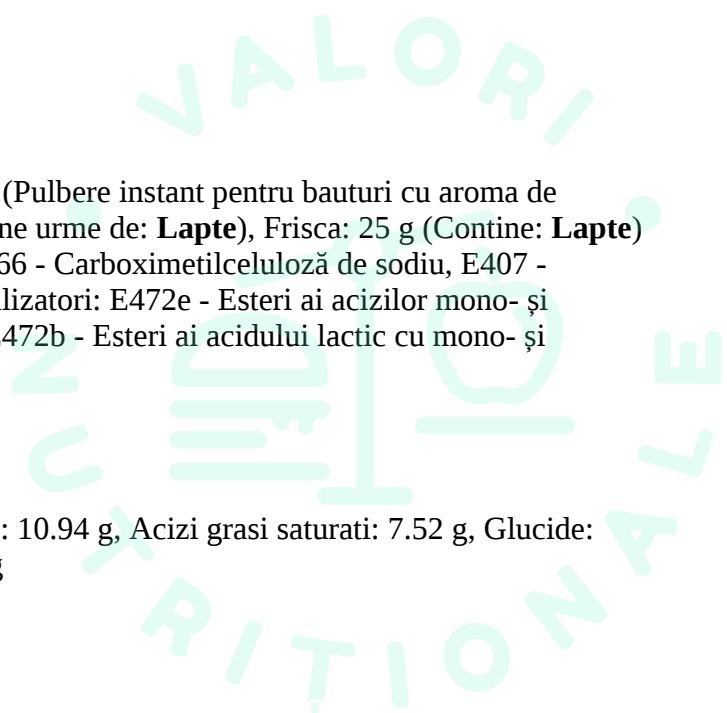 (Pulbere instant pentru bauturi cu aroma de
ne urme de: Lapte), Frisca: 25 g (Contine: Lapte)
66 - Carboximetilceluloză de sodiu, E407 -
lizatori: E472e - Esteri ai acizilor mono- și
472b - Esteri ai acidului lactic cu mono- și
: 10.94 g, Acizi grasi saturati: 7.52 g, Glucide:
g
VALORI
NUTRIȚIONALE